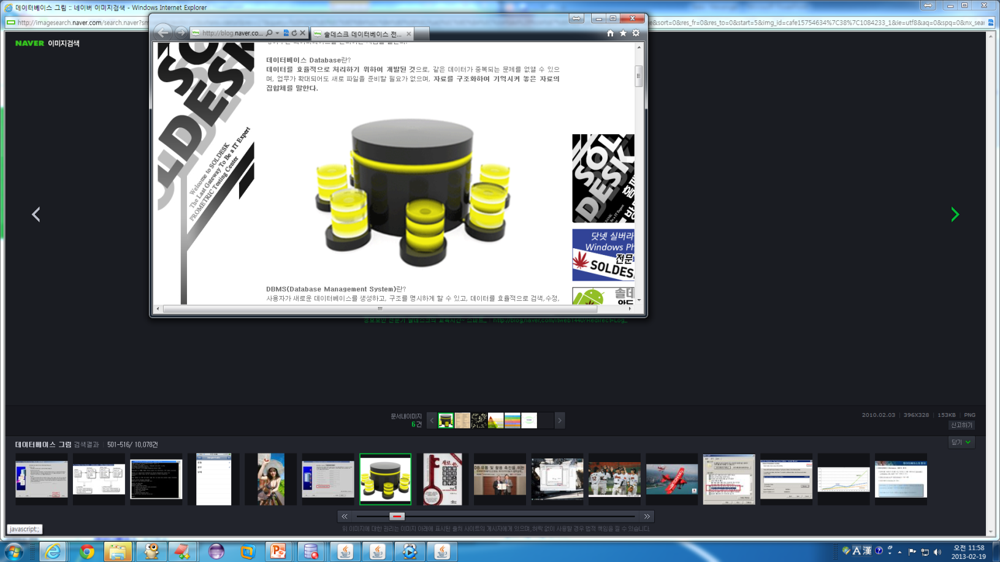 데이터베이스 그림 :: 네이버 이미지검색 - Windows Internet Explorer
http://imagesearch.naver.com/search.naver?sm
e&sort=0&res_fr=0&res_to=0&start=5&img_id=cafe15754634%7C38%7C1084233_1&ie=utf8&aq=0&spq=0&nx_sea
NAVER 이미지검색
http://blog.naver.co...
솔데스크 데이터베이스 전...
데이터베이스 Database란?
데이터를 효율적으로 처리하기 위하여 개발된 것으로, 같은 데이터가 중복되는 문제를 없앨 수 있으
며, 업무가 확대되어도 새로 파일을 준비할 필요가 없으며, 자료를 구조화하여 기억시켜 놓은 자료의
집합체를 말한다.
SOLDESK
Welcome to SOLDESK
The Last Gateway To Be a IT Expert
PROMETRIC Testing Center
SOL
DESK
닷넷 실버라
Windows Ph
전문
SOLDES
솔데
DBMS(Database Management System)란?
사용자가 새로운 데이터베이스를 생성하고, 구조를 명시하게 할 수 있고, 데이터를 효율적으로 검색,수정,
http://blog.naver.com/itweb1440?Redirect=Log...
문서내이미지
6건
2010.02.03 | 396X328 | 153KB | PNG
신고하기
데이터베이스 그림 검색결과 | 501-516/ 10,078건
닫기
새로
DB 유통 및 활용 촉진을 위한
위 이미지에 대한 권리는 이미지 아래에 표시된 출처 사이트의 게시자에게 있으며, 허락 없이 사용할 경우 법적 책임을 질 수 있습니다.
javascript:;
A 漢
오전 11:58
2013-02-19